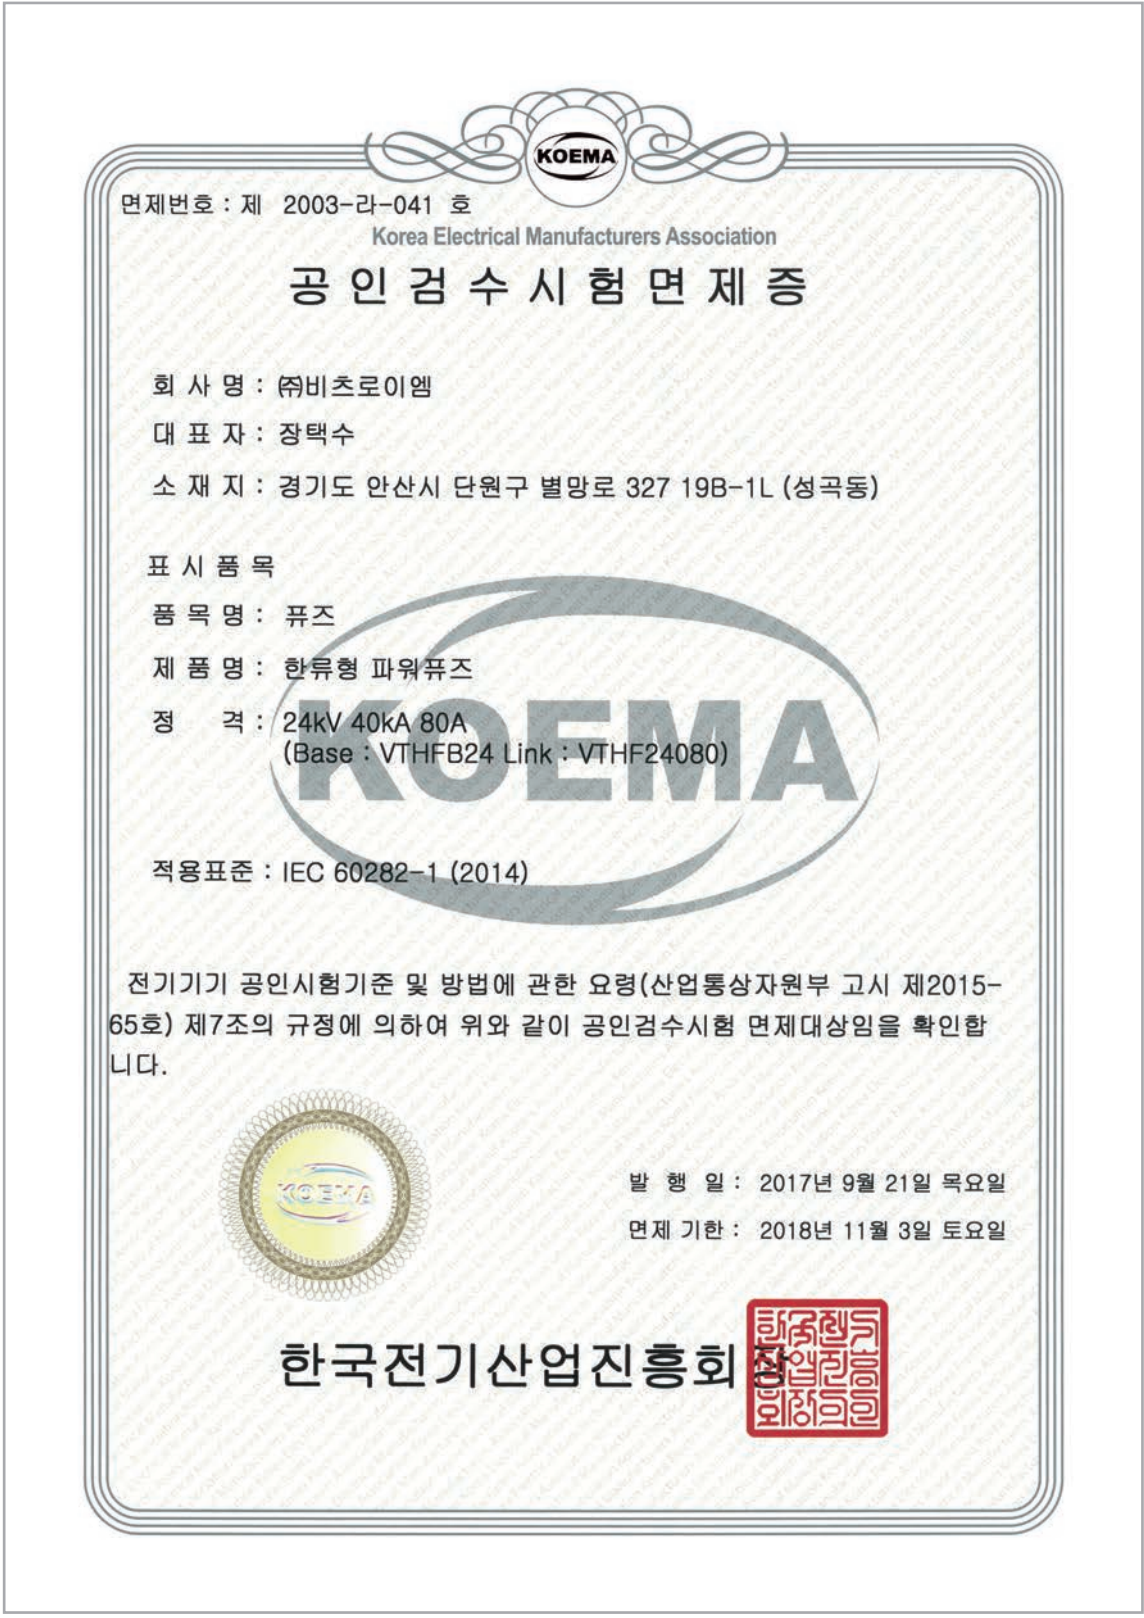 KOEMA
면제번호 : 제 2003-라-041 호
Korea Electrical Manufacturers Association
공인검수시험면제증
회 사 명 : ㈜비츠로이엠
대 표 자 : 장택수
소 재 지 : 경기도 안산시 단원구 별망로 327 19B-1L (성곡동)
표 시 품 목
품 목 명 : 퓨즈
제 품 명 : 한류형 파워퓨즈
정 격 : 24kV 40kA 80A
(Base : VTHFB24 Link : VTHF24080)
KOEMA
적용표준 : IEC 60282-1 (2014)
전기기기 공인시험기준 및 방법에 관한 요령(산업통상자원부 고시 제2015-
65호) 제7조의 규정에 의하여 위와 같이 공인검수시험 면제대상임을 확인합
니다.
KOEMA
발 행 일 : 2017년 9월 21일 목요일
면제 기한 : 2018년 11월 3일 토요일
한국전기산업진흥회장